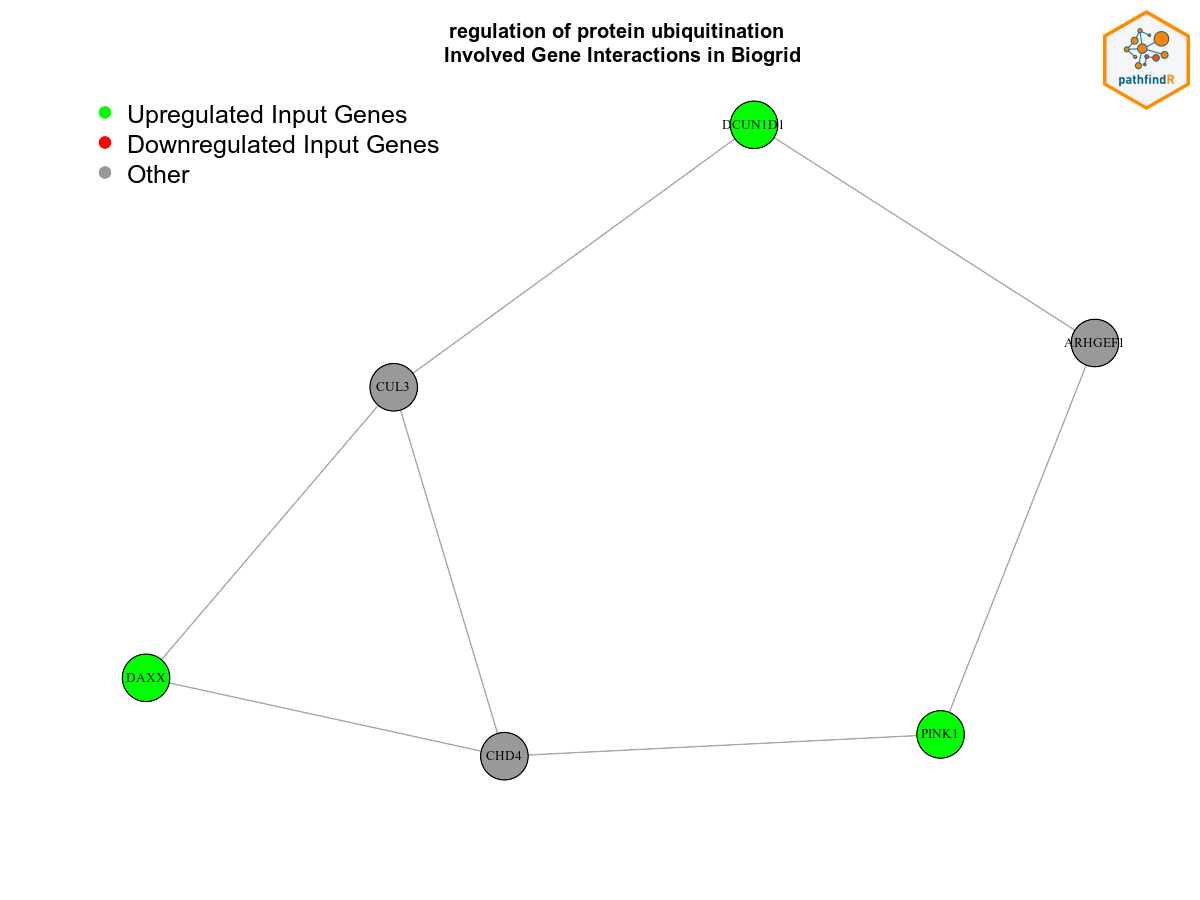 regulation of protein ubiquitination
Involved Gene Interactions in Biogrid
pathfindR
Upregulated Input Genes
Downregulated Input Genes
Other
DCUN1D1
ARHGEF1
CUL3
DAXX
PINK1
CHD4